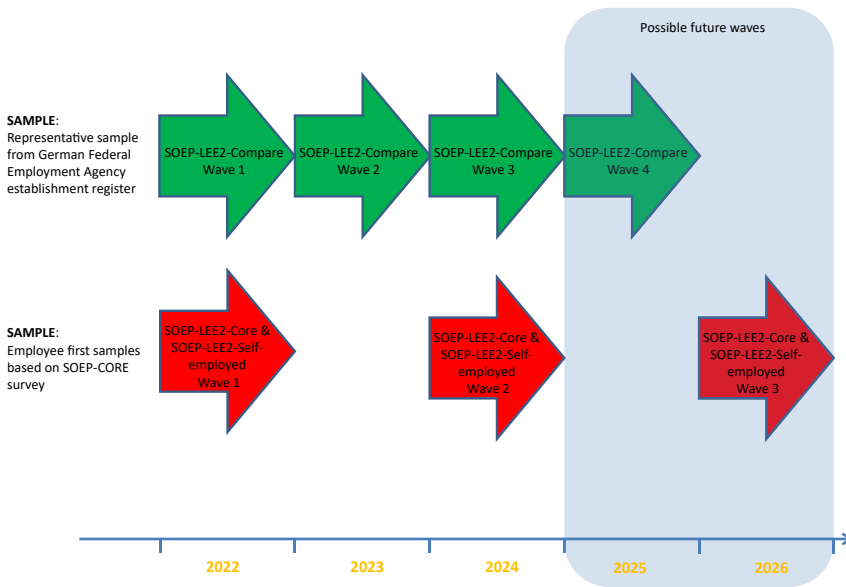 Possible future waves
SAMPLE:
Representative sample
from German Federal
Employment Agency
establishment register
SOEP-LEE2-Compare
Wave 1
SOEP-LEE2-Compare
Wave 2
SOEP-LEE2-Compare
Wave 3
SOEP-LEE2-Compare
Wave 4
SAMPLE:
Employee first samples
based on SOEP-CORE
survey
SOEP-LEE2-Core &
SOEP-LEE2-Self-
employed
Wave 1
SOEP-LEE2-Core &
SOEP-LEE2-Self-
employed
Wave 2
SOEP-LEE2-Core &
SOEP-LEE2-Self-
employed
Wave 3
2022
2023
2024
2025
2026